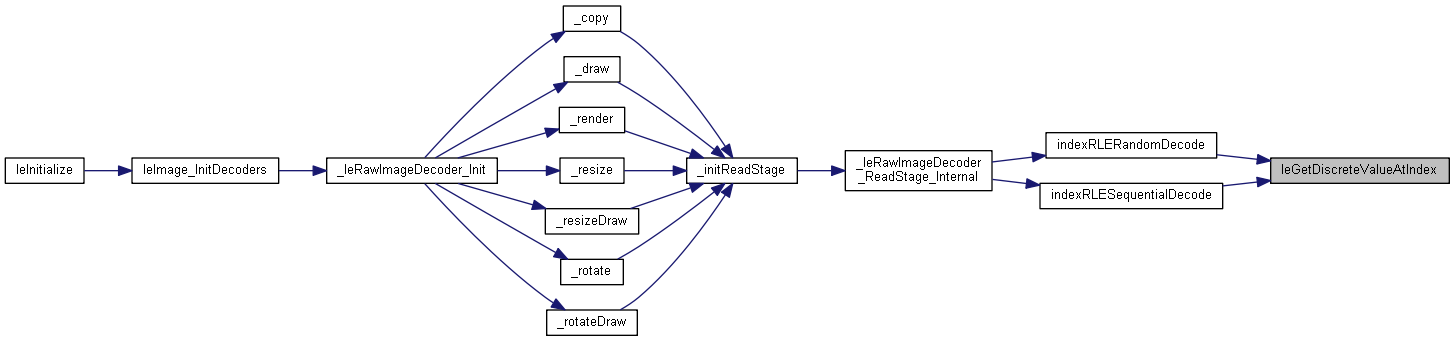 leInitialize
leImage_InitDecoders
_leRawImageDecoder_Init
_copy
_draw
_render
_resize
_resizeDraw
_rotate
_rotateDraw
_initReadStage
_leRawImageDecoder
_ReadStage_Internal
indexRLERandomDecode
indexRLESequentialDecode
leGetDiscreteValueAtIndex